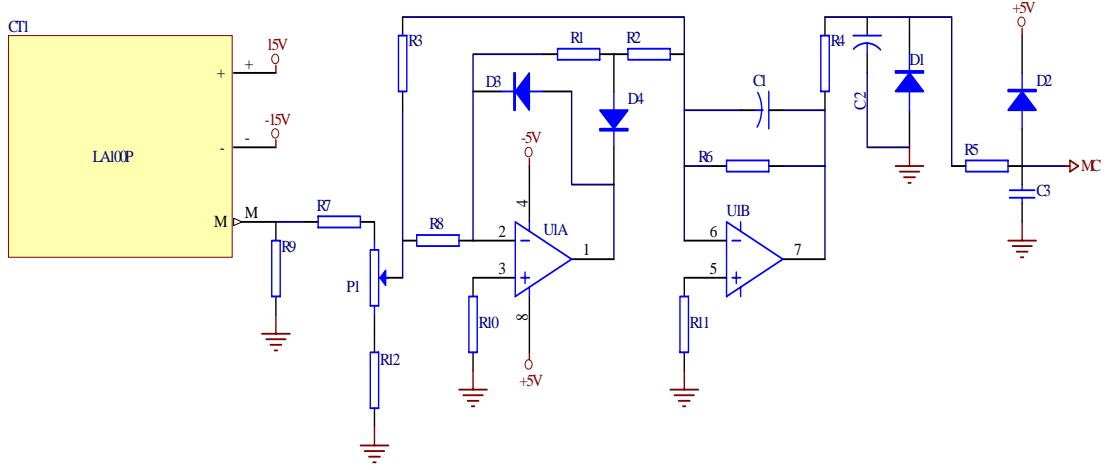 CT1
+5V
15V
R3
R1
R2
R4
+
+
D3
C1
D1
D2
D4
C2
-15V
-
-
LA100P
-5V
R6
R5
MC
4
C3
M
M
R7
R8
2
U1A
6
U1B
R9
1
7
3
5
P1
R10
8
R11
R12
+5V